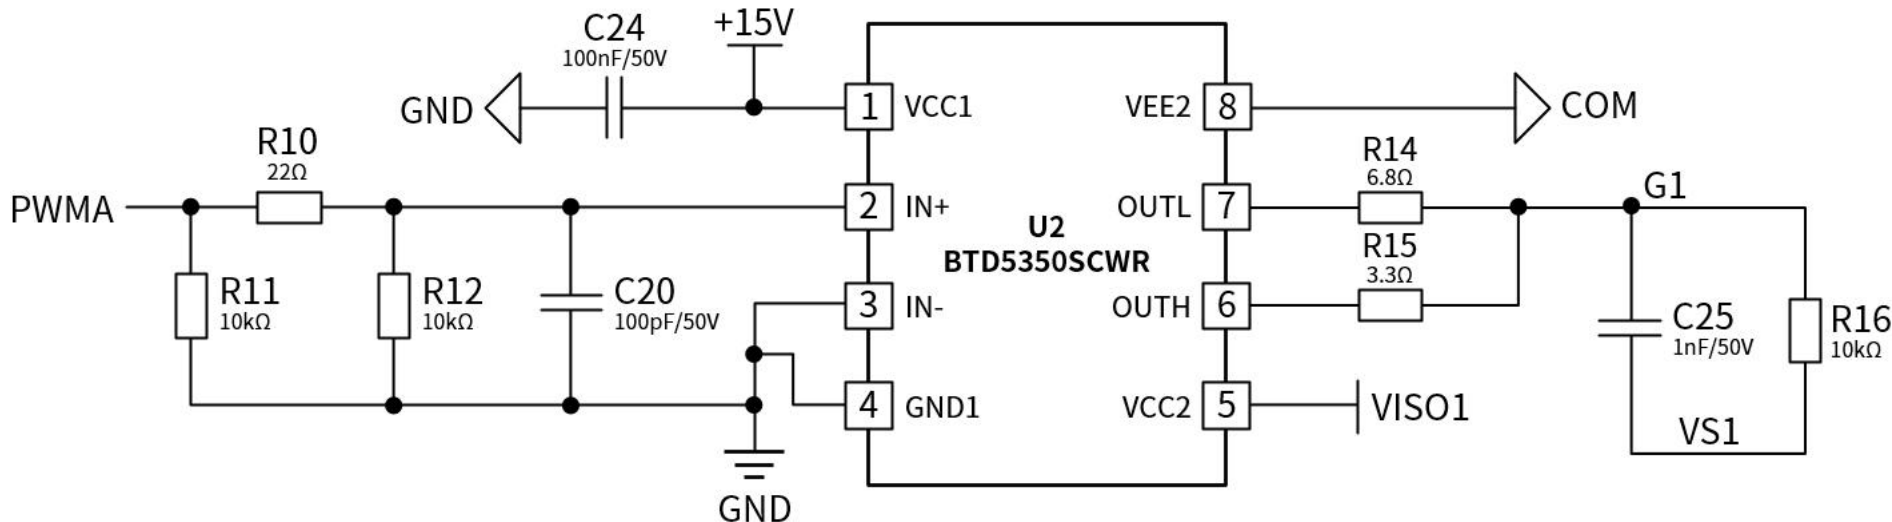 C24
100nF/50V
+15V
GND
1
VCC1
VEE2
8
COM
R10
22Ω
R14
6.8Ω
PWMA
2
IN+
OUTL
7
G1
U2
BTD5350SCWR
R15
3.3Ω
R11
10kΩ
R12
10kΩ
C20
100pF/50V
3
IN-
OUTH
6
C25
1nF/50V
R16
10kΩ
4
GND1
VCC2
5
VISO1
VS1
GND